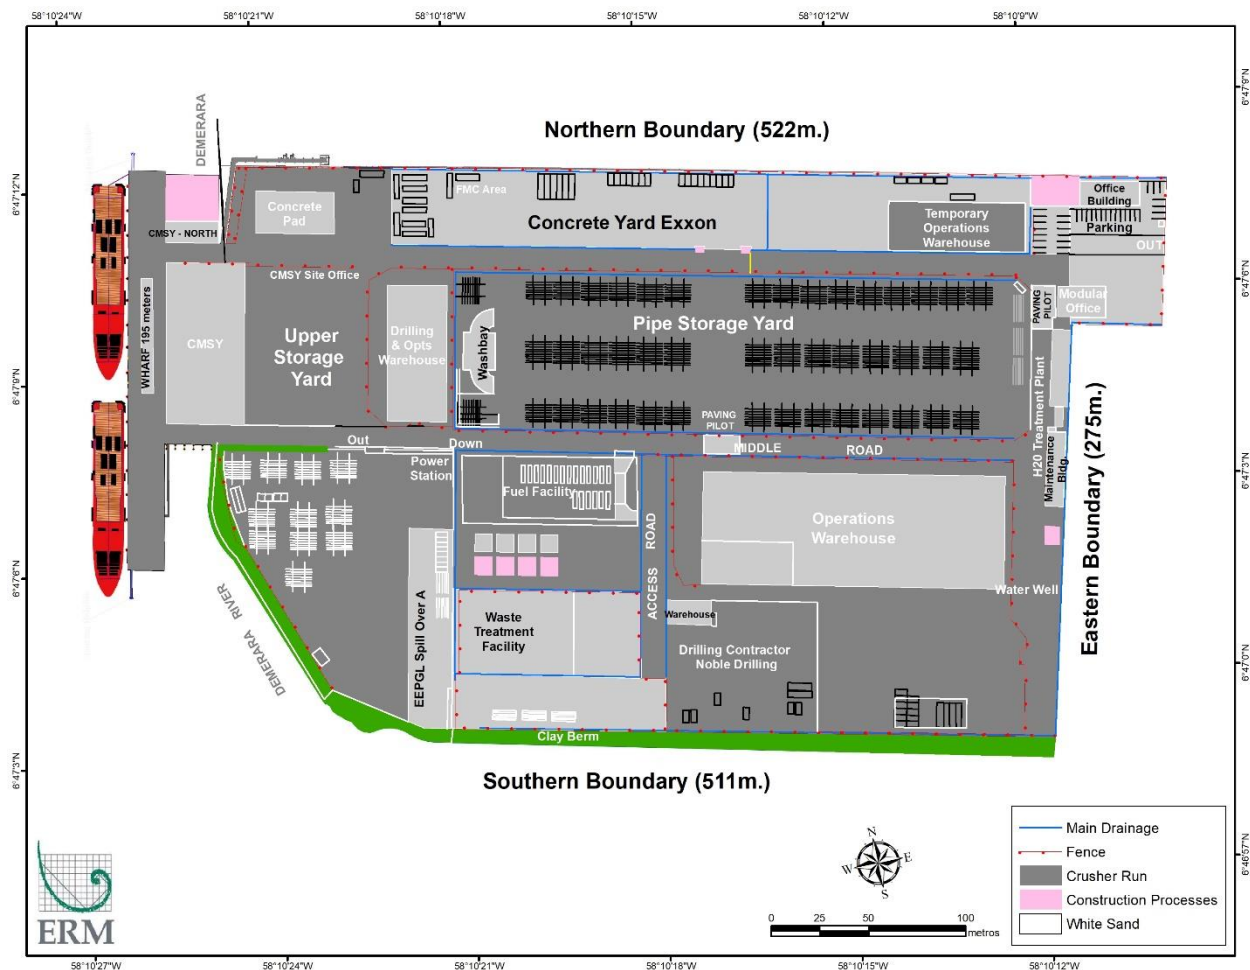 58°10'24"W
58°10'21"W
58°10'18"W
58°10'15"W
58°10'12"W
58°10'9"W
6°47'9"N
Northern Boundary (522m.)
DEMERARA
6°47'12"N
Office
Building
FMC Area
Concrete
Pad
Concrete Yard Exxon
Temporary
Operations
Warehouse
Parking
CMSY - NORTH
OUT
CMSY Site Office
6°47'6"N
PAVING
PILOT
Modular
Office
WHARF 195 meters
CMSY
Upper
Storage
Yard
Drilling
& Opts
Warehouse
Washbay
Pipe Storage Yard
6°47'9"N
PAVING
PILOT
H20 Treatment Plant
Out
Down
MIDDLE ROAD
Maintenance
Bldg.
Eastern Boundary (275m.)
6°47'3"N
Power
Station
Fuel Facility
ACCESS ROAD
Operations
Warehouse
6°47'6"N
DEMERARA RIVER
EEPGL Spill Over A
Water Well
Waste
Treatment
Facility
Warehouse
Drilling Contractor
Noble Drilling
6°47'0"N
Clay Berm
6°47'3"N
Southern Boundary (511m.)
Main Drainage
Fence
Crusher Run
Construction Processes
White Sand
6°46'57"N
N
W
E
S
0 25 50 100
metros
ERM
58°10'27"W
58°10'24"W
58°10'21"W
58°10'18"W
58°10'15"W
58°10'12"W